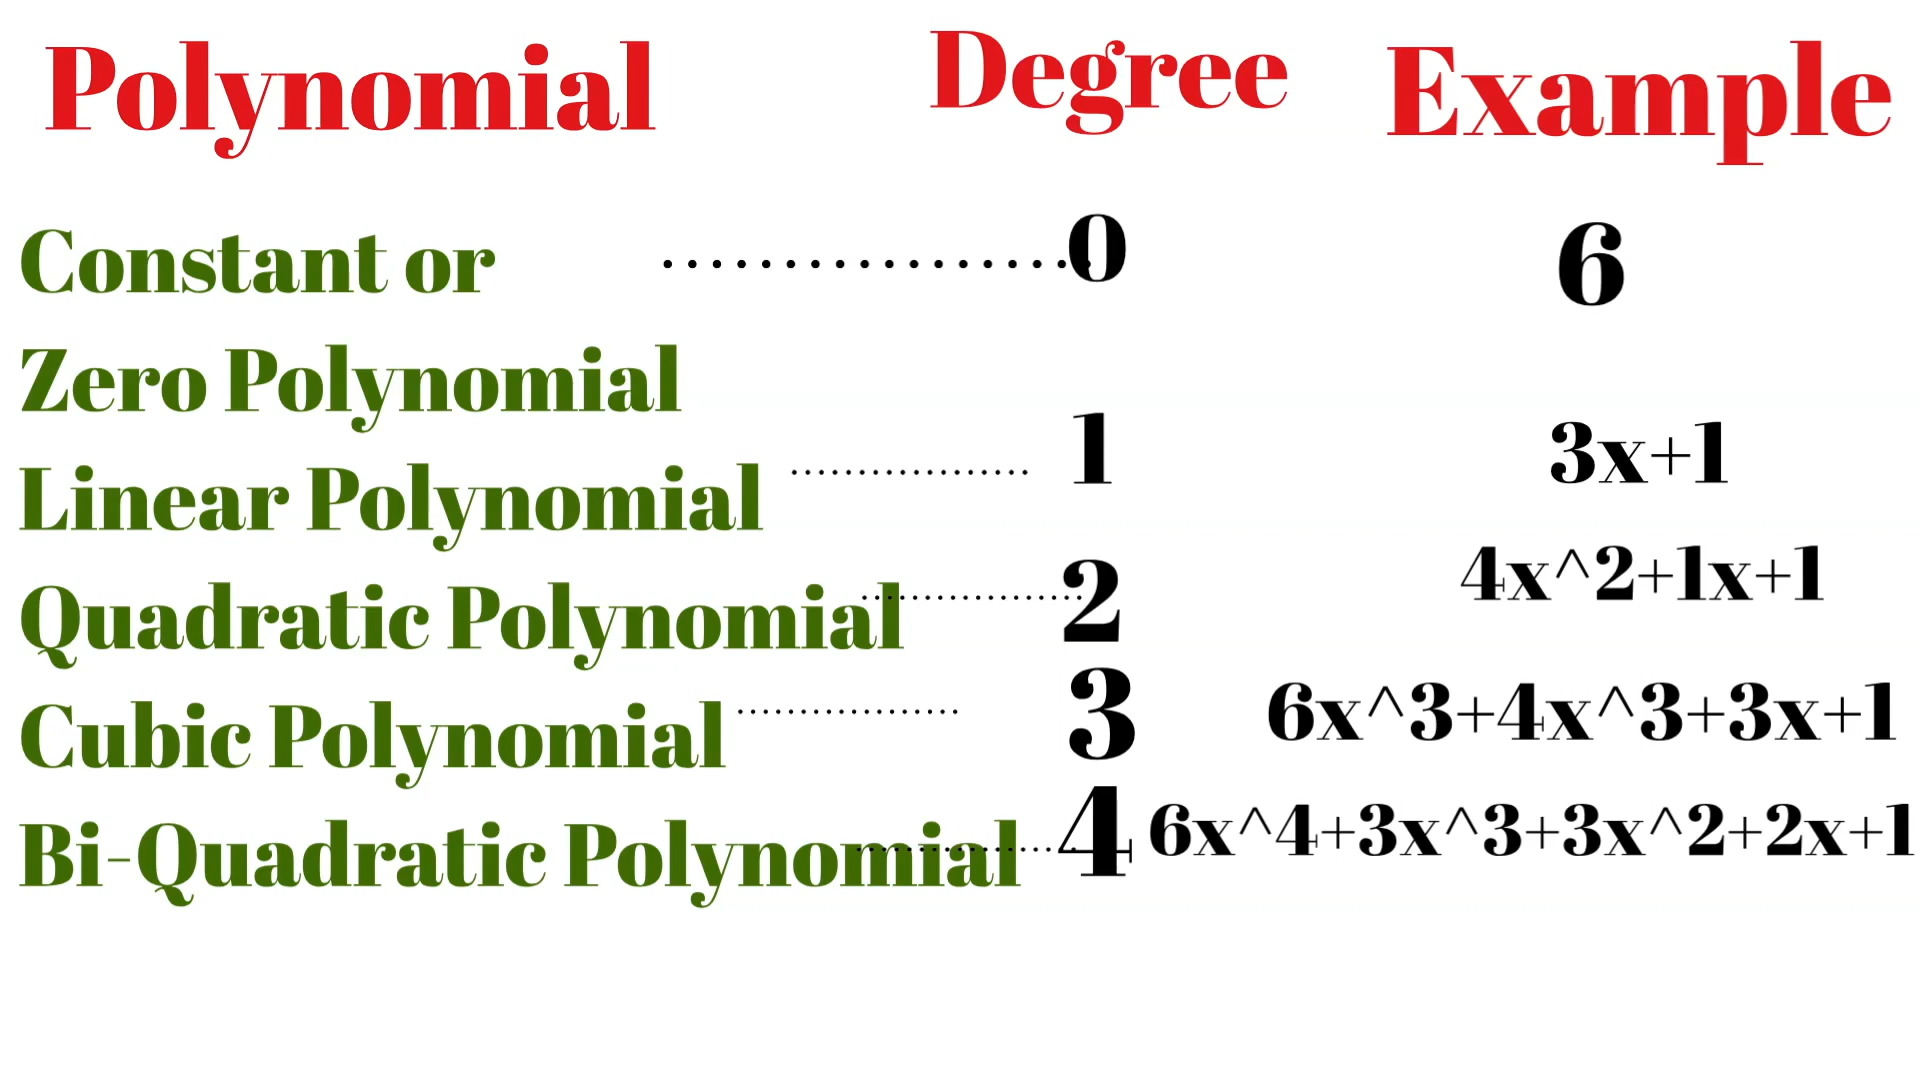 Polynomial Degree Example
Constant or ................. 0 6
Zero Polynomial
Linear Polynomial ................. 1 3x+1
Quadratic Polynomial ................. 2 4x^2+1x+1
Cubic Polynomial ................. 3 6x^3+4x^3+3x+1
Bi-Quadratic Polynomial ................. 4 6x^4+3x^3+3x^2+2x+1